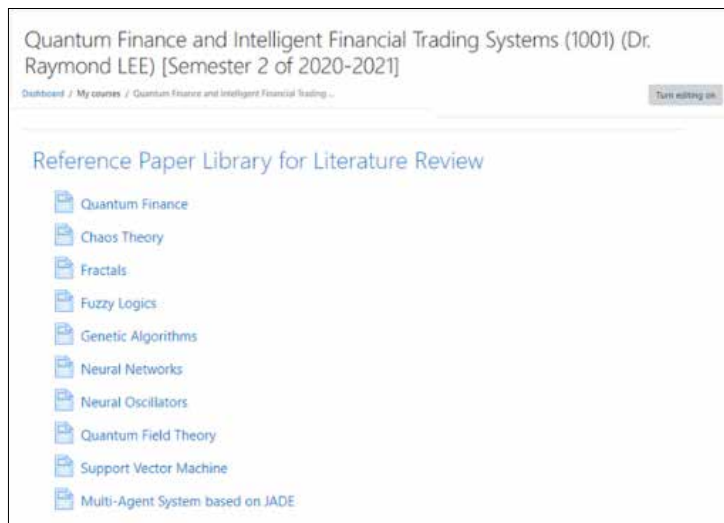 Quantum Finance and Intelligent Financial Trading Systems (1001) (Dr.
Raymond LEE) [Semester 2 of 2020-2021]
Dashboard / My courses / Quantum Finance and Intelligent Financial Trading ...
Turn editing on
Reference Paper Library for Literature Review
Quantum Finance
Chaos Theory
Fractals
Fuzzy Logics
Genetic Algorithms
Neural Networks
Neural Oscillators
Quantum Field Theory
Support Vector Machine
Multi-Agent System based on JADE